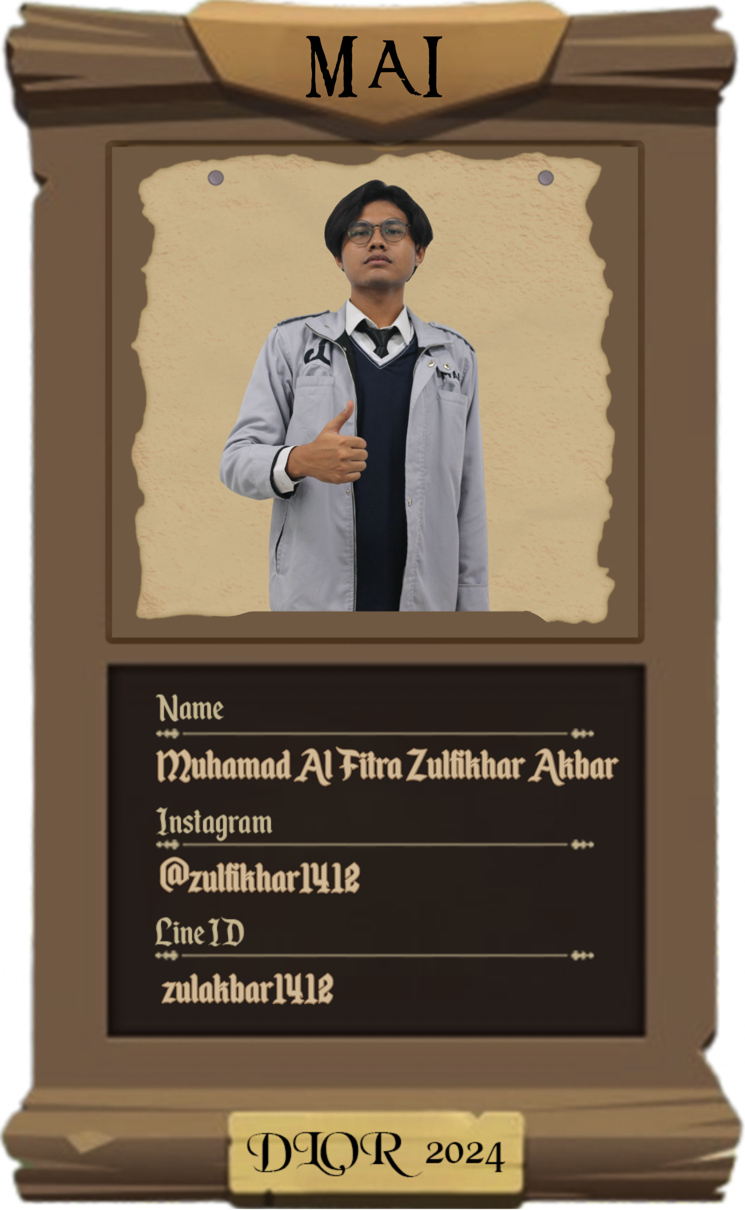 MAI
Name
Muhamad Al Fitra Zulfikhar Akbar
Instagram
@zulfikhar1412
Line ID
zulakbar1412
DLOR 2024